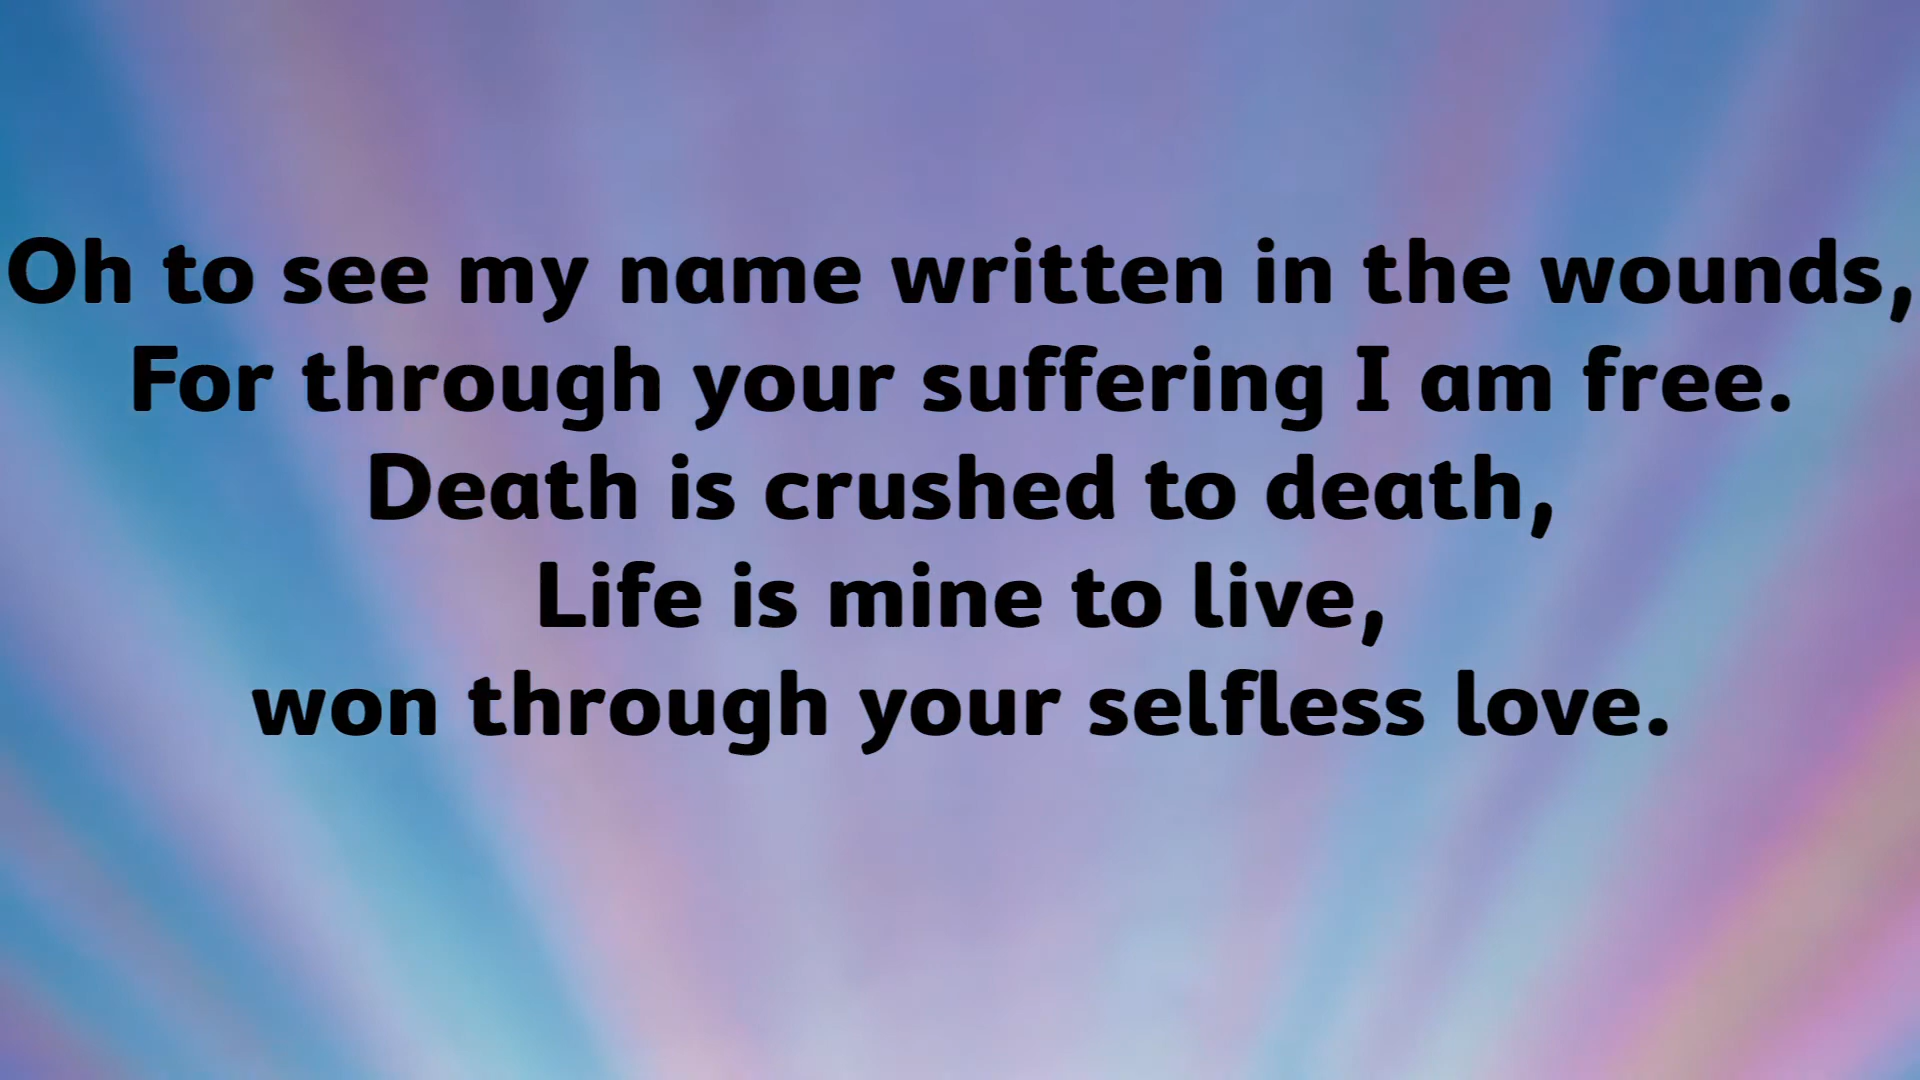 Oh to see my name written in the wounds,
For through your suffering I am free.
Death is crushed to death,
Life is mine to live,
won through your selfless love.